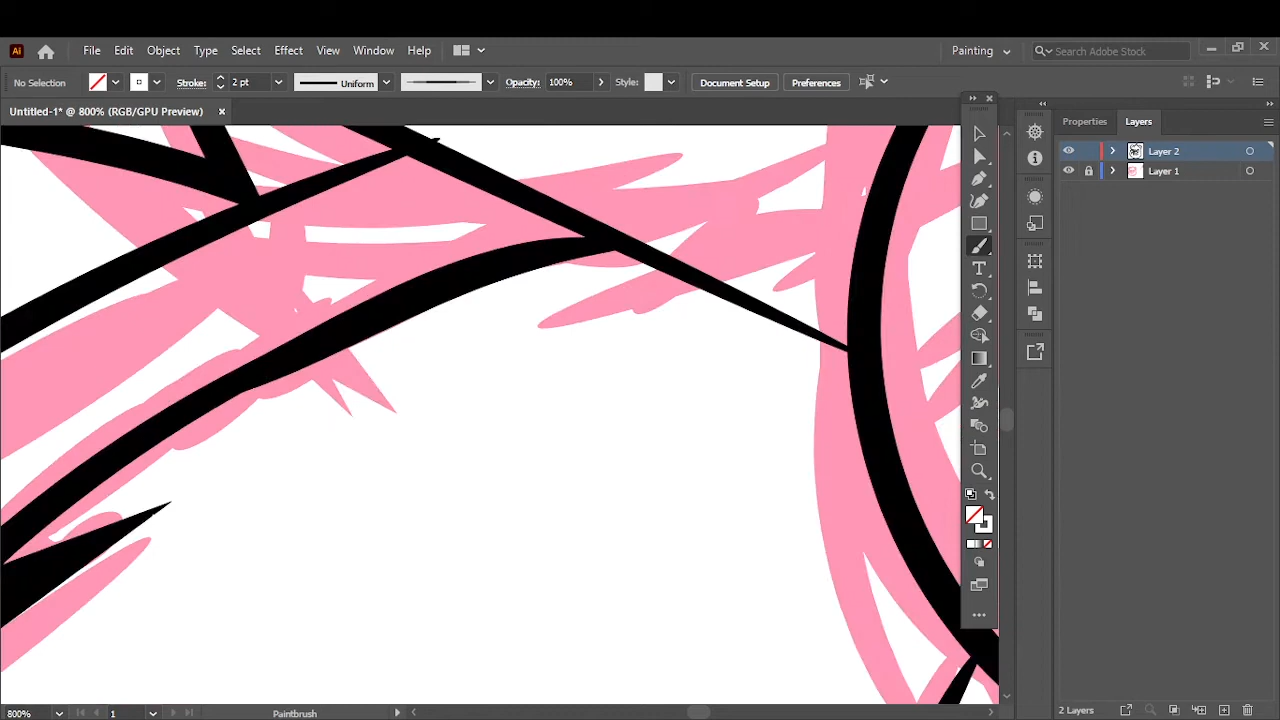 Ai File Edit Object Type Select Effect View Window Help Painting Search Adobe Stock
No Selection Stroke: 2 pt Uniform Opacity: 100% Style: Document Setup Preferences
Untitled-1* @ 800% (RGB/GPU Preview)
Properties Layers
Layer 2
Layer 1
800% 1 Paintbrush 2 Layers